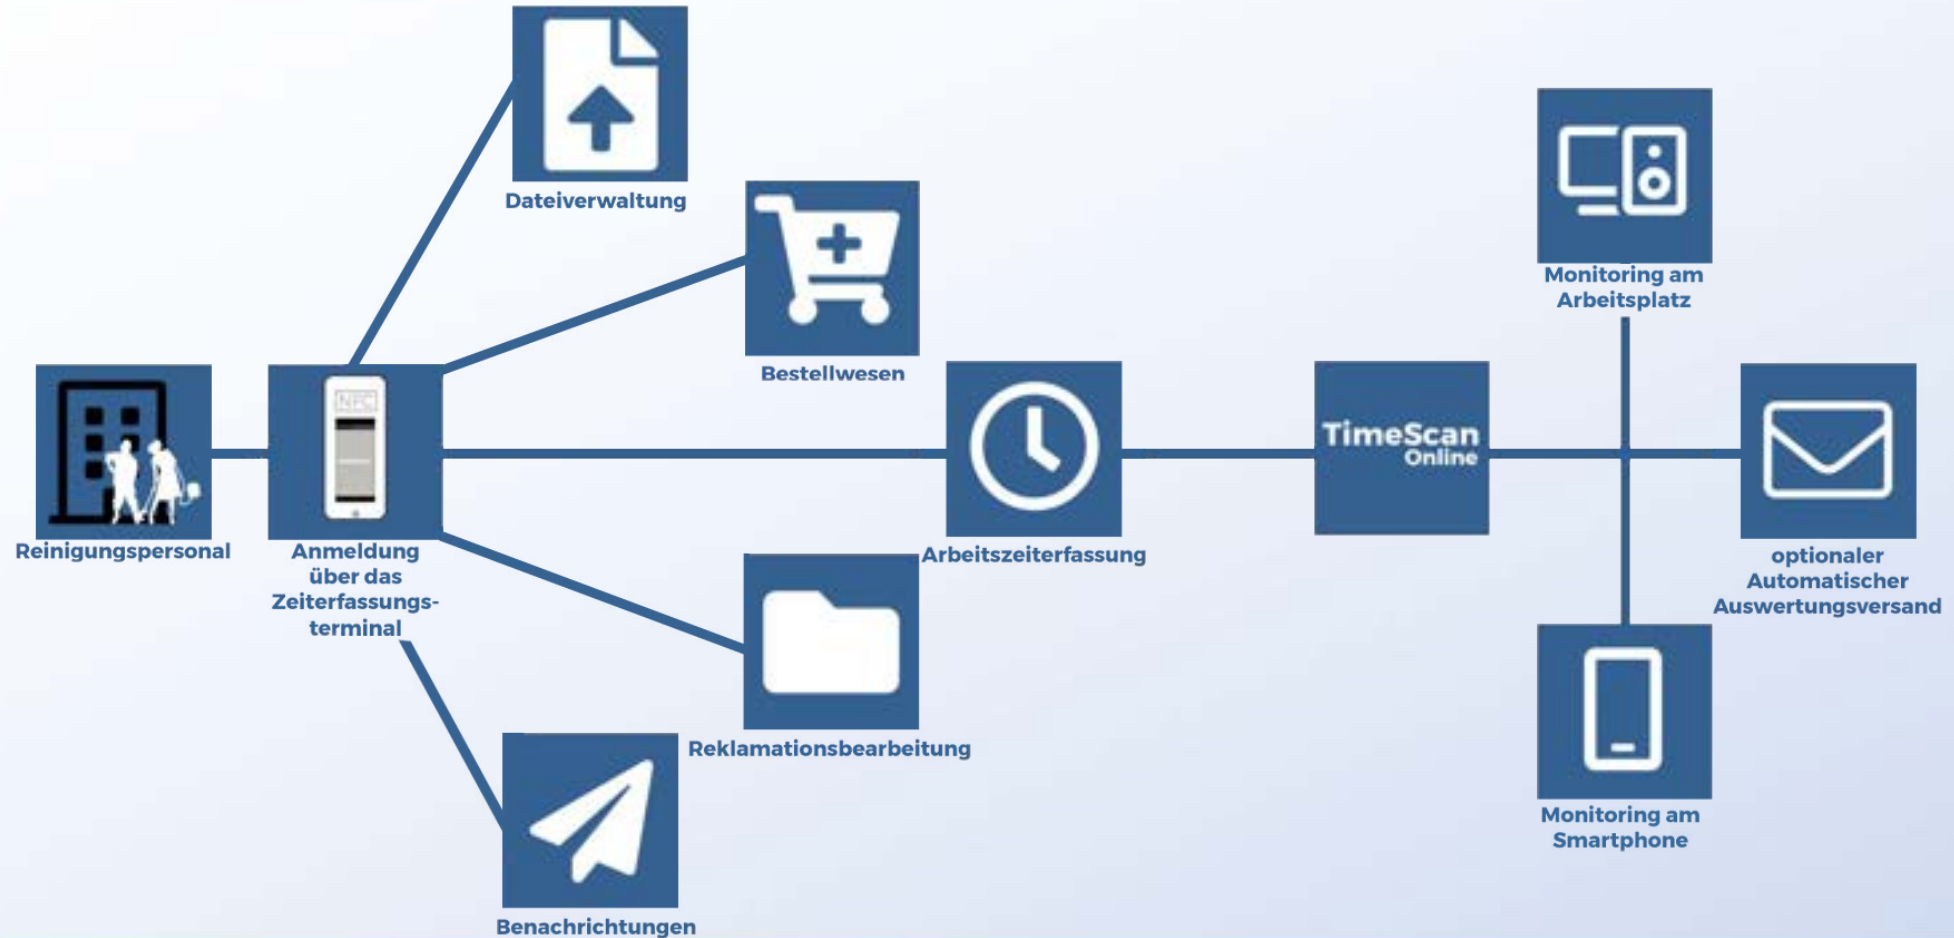 Dateiverwaltung
Bestellwesen
Monitoring am
Arbeitsplatz
NFC
Reinigungspersonal
Anmeldung
über das
Zeiterfassungs-
terminal
Arbeitszeiterfassung
TimeScan
Online
optionaler
Automatischer
Auswertungsversand
Reklamationsbearbeitung
Benachrichtungen
Monitoring am
Smartphone